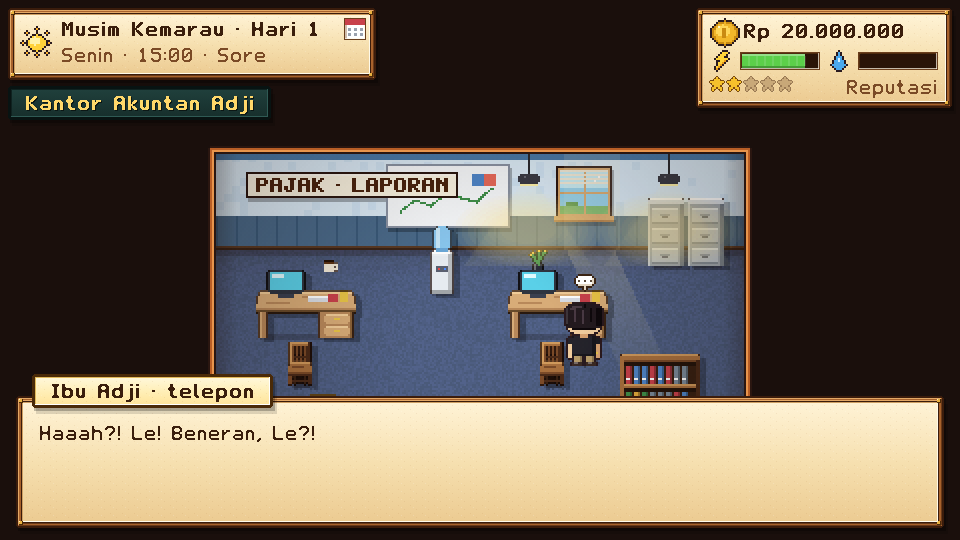 Musim Kemarau · Hari 1
Senin · 15:00 · Sore
Rp 20.000.000
Reputasi
Kantor Akuntan Adji
PAJAK · LAPORAN
Ibu Adji · telepon
Haaah?! Le! Beneran, Le?!